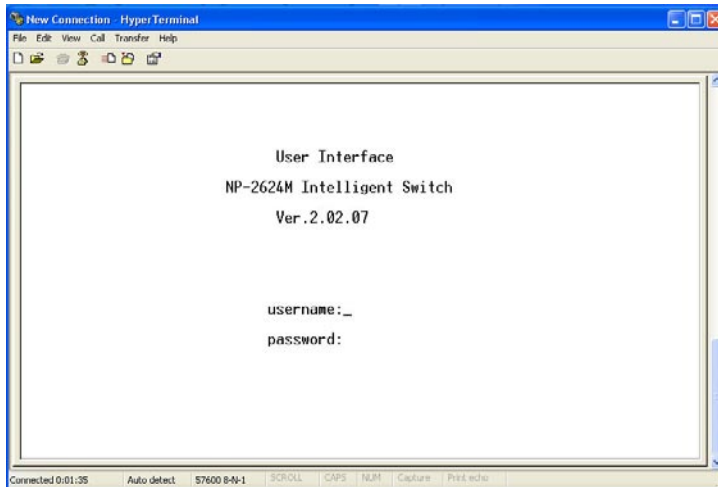 New Connection - HyperTerminal
File Edit View Call Transfer Help
User Interface
NP-2624M Intelligent Switch
Ver.2.02.07
username:_
password:
Connected 0:01:35 Auto detect 57600 8-N-1 SCROLL CAPS NUM Capture Print echo